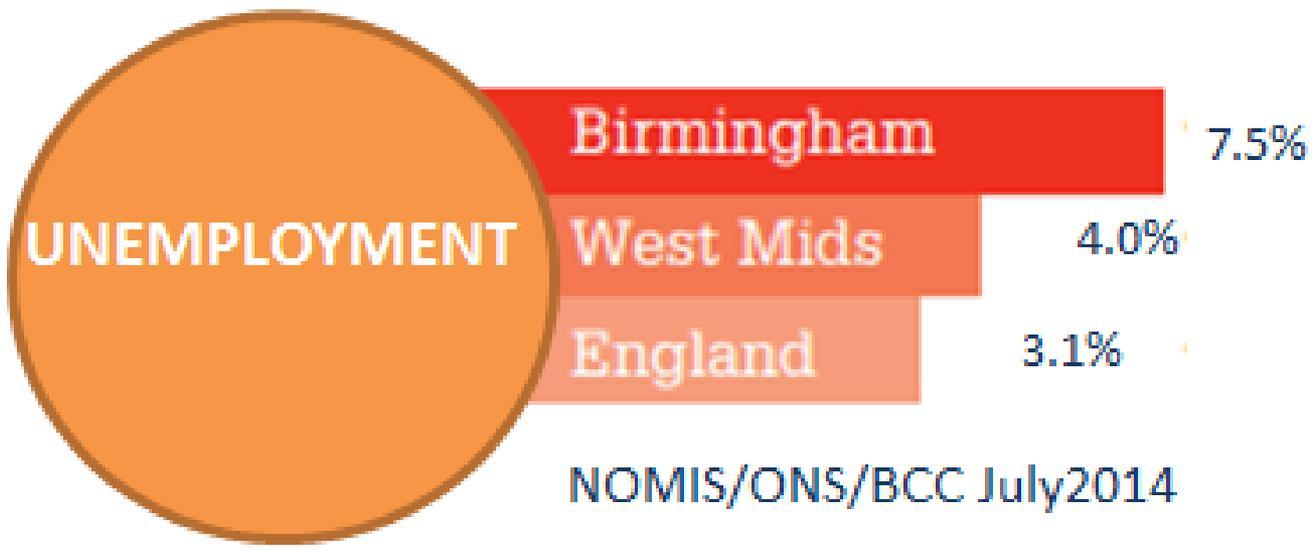 Birmingham 7.5%
UNEMPLOYMENT West Mids 4.0%
England 3.1%
NOMIS/ONS/BCC July2014